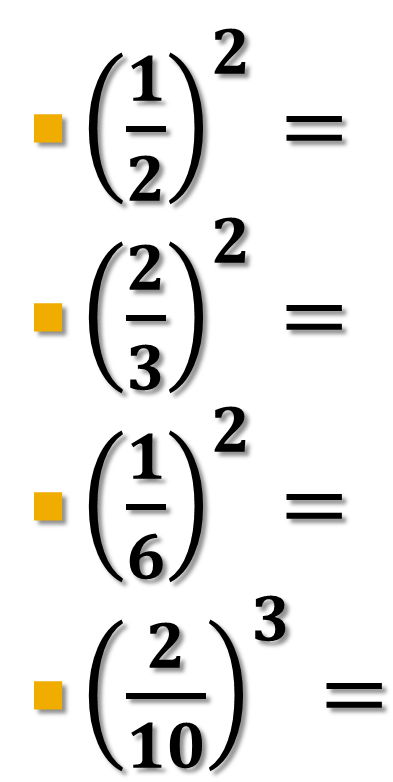 ▪ (1/2)² =
▪ (2/3)² =
▪ (1/6)² =
▪ (2/10)³ =